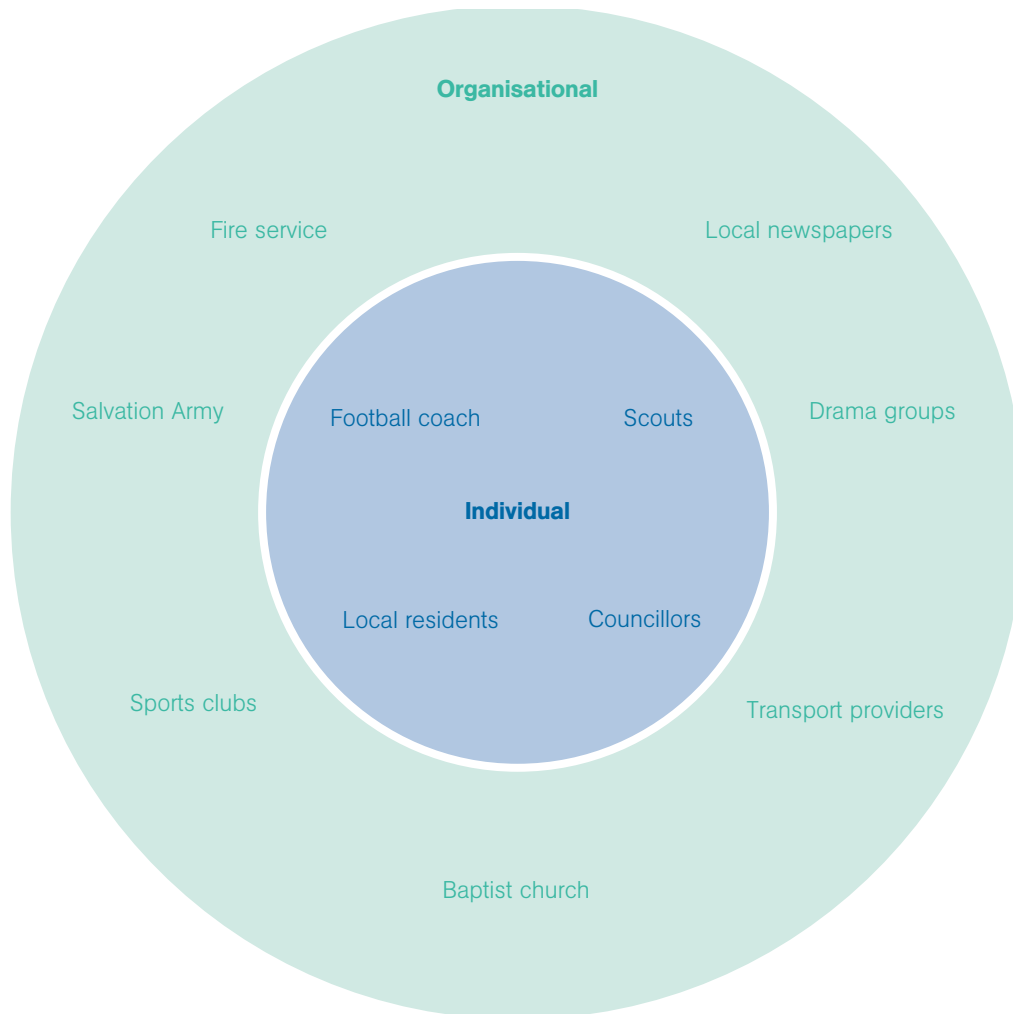 Organisational
Fire service
Local newspapers
Salvation Army
Drama groups
Football coach
Scouts
Individual
Local residents
Councillors
Sports clubs
Transport providers
Baptist church